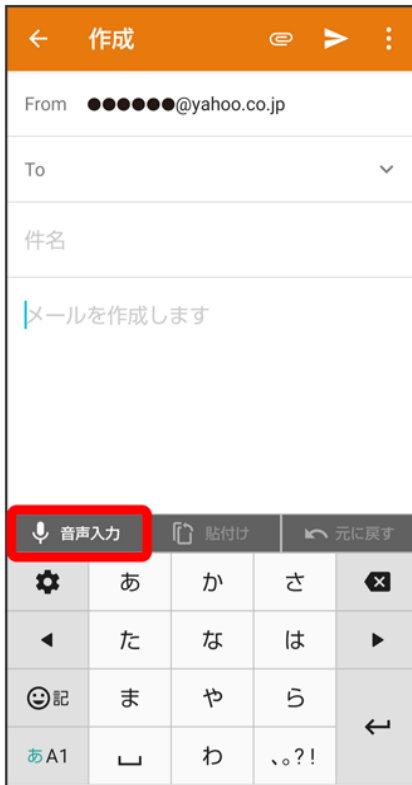 作成
From ●●●●●●@yahoo.co.jp
To
件名
メールを作成します
音声入力 貼付け 元に戻す
あ か さ
た な は
記 ま や ら
あA1 わ 、。?!